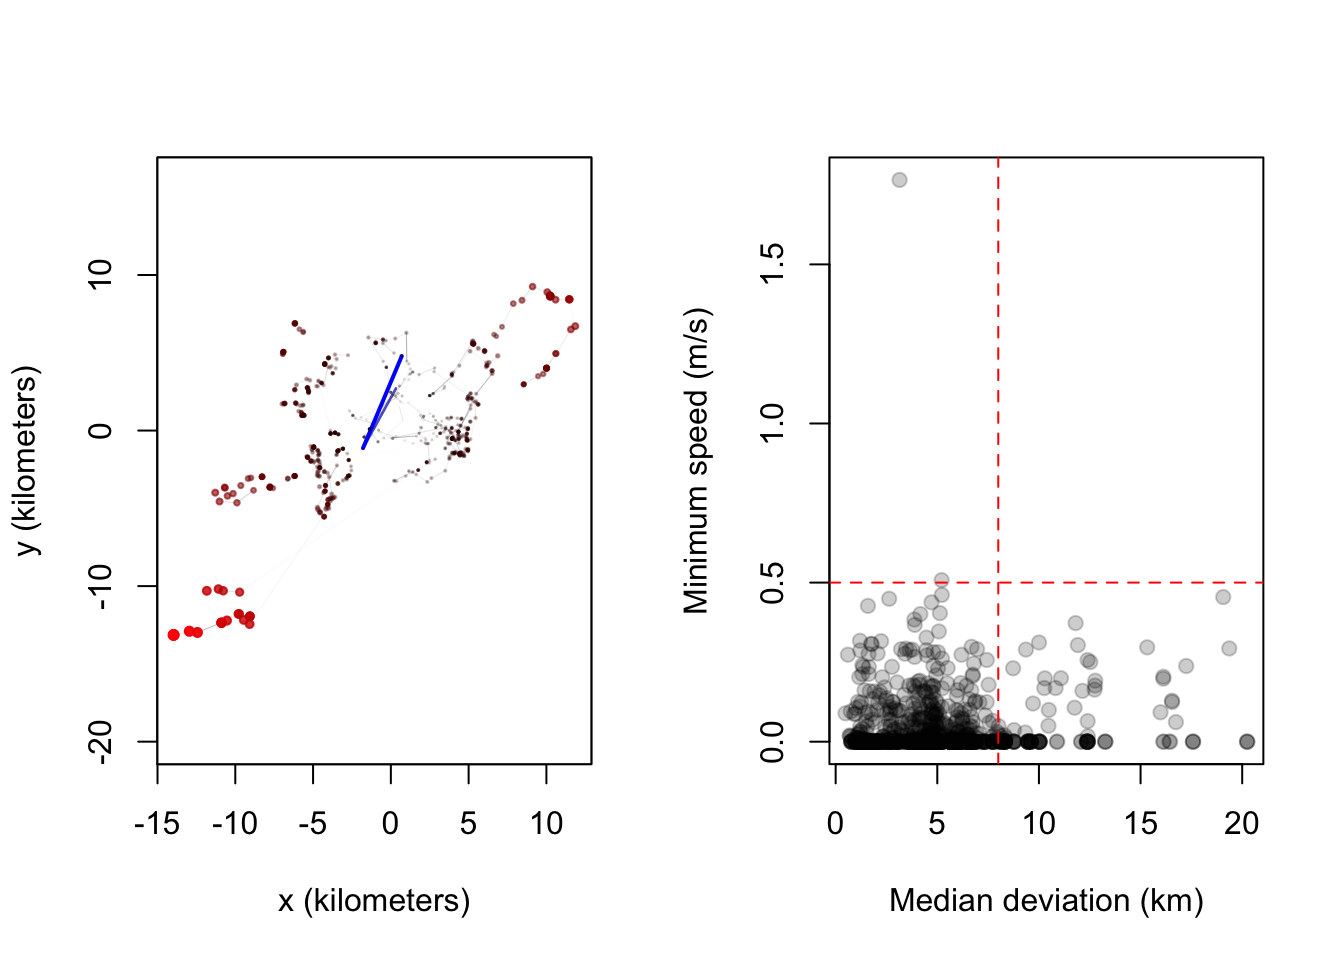 10
0
-10
-20
y (kilometers)
-15 -10 -5 0 5 10
x (kilometers)
1.5
1.0
0.5
0.0
Minimum speed (m/s)
0 5 10 15 20
Median deviation (km)